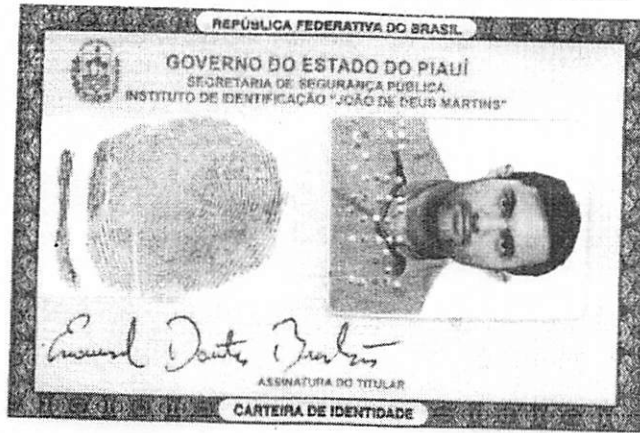 REPÚBLICA FEDERATIVA DO BRASIL
GOVERNO DO ESTADO DO PIAUÍ
SECRETARIA DE SEGURANÇA PÚBLICA
INSTITUTO DE IDENTIFICAÇÃO "JOÃO DE DEUS MARTINS"
Dantas
ASSINATURA DO TITULAR
CARTEIRA DE IDENTIDADE